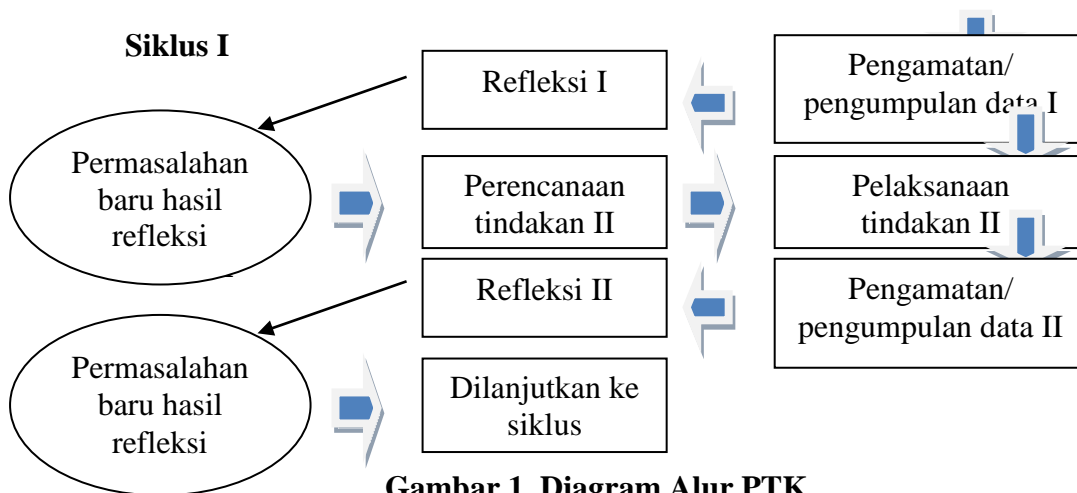 Siklus I
Refleksi I
Pengamatan/
pengumpulan data I
Permasalahan
baru hasil
refleksi
Perencanaan
tindakan II
Pelaksanaan
tindakan II
Refleksi II
Pengamatan/
pengumpulan data II
Permasalahan
baru hasil
refleksi
Dilanjutkan ke
siklus
Gambar 1. Diagram Alur PTK